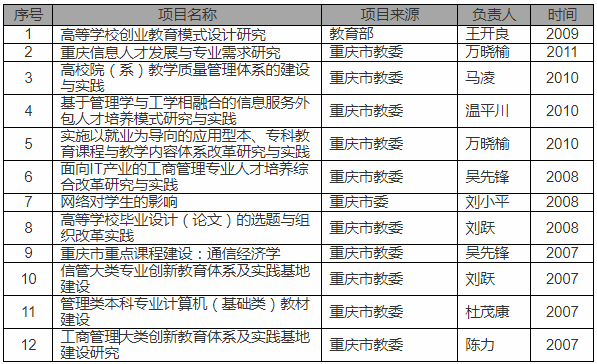 序号 项目名称 项目来源 负责人 时间
1 高等学校创业教育模式设计研究 教育部 王开良 2009
2 重庆信息人才发展与专业需求研究 重庆市教委 万晓榆 2011
3 高校院（系）教学质量管理体系的建设
与实践 重庆市教委 马凌 2010
4 基于管理学与工学相融合的信息服务外
包人才培养模式研究与实践 重庆市教委 温平川 2010
5 实施以就业为导向的应用型本、专科教
育课程与教学内容体系改革研究与实践 重庆市教委 万晓榆 2010
6 面向IT产业的工商管理专业人才培养综
合改革研究与实践 重庆市教委 吴先锋 2008
7 网络对学生的影响 重庆市委 刘小平 2008
8 高等学校毕业设计（论文）的选题与组
织改革实践 重庆市教委 刘跃 2008
9 重庆市重点课程建设：通信经济学 重庆市教委 吴先锋 2007
10 信管大类专业创新教育体系及实践基地
建设 重庆市教委 刘跃 2007
11 管理类本科专业计算机（基础类）教材
建设 重庆市教委 杜茂康 2007
12 工商管理大类创新教育体系及实践基地
建设研究 重庆市教委 陈力 2007